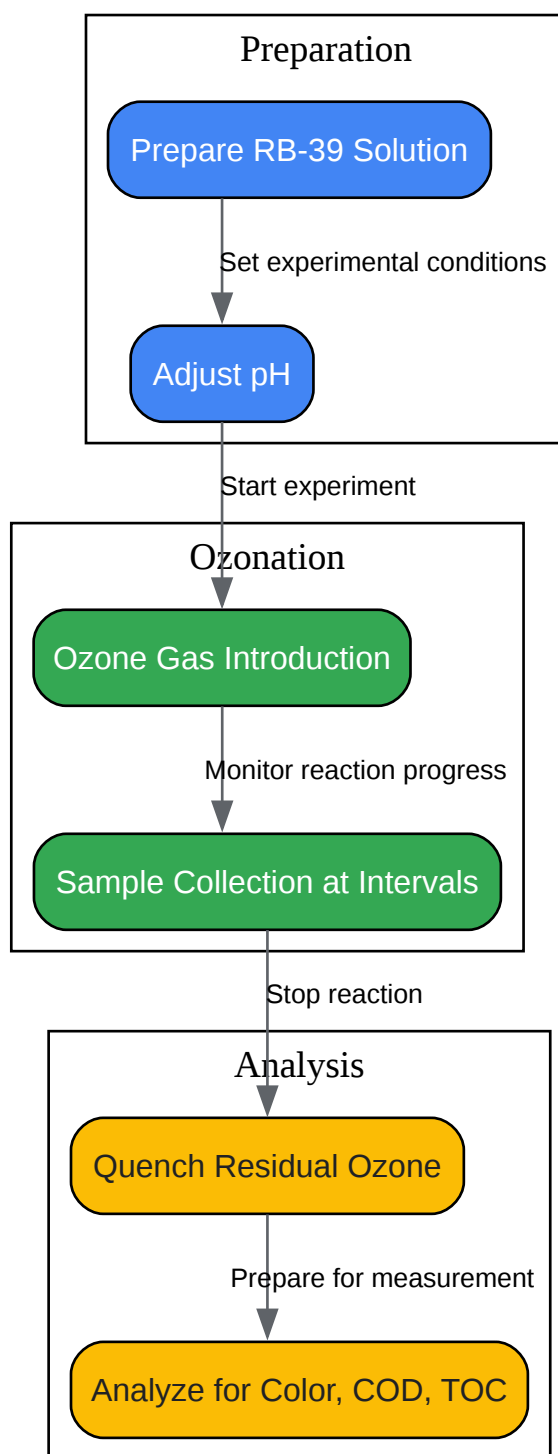 Preparation
Prepare RB-39 Solution
Set experimental conditions
Adjust pH
Start experiment
Ozonation
Ozone Gas Introduction
Monitor reaction progress
Sample Collection at Intervals
Stop reaction
Analysis
Quench Residual Ozone
Prepare for measurement
Analyze for Color, COD, TOC